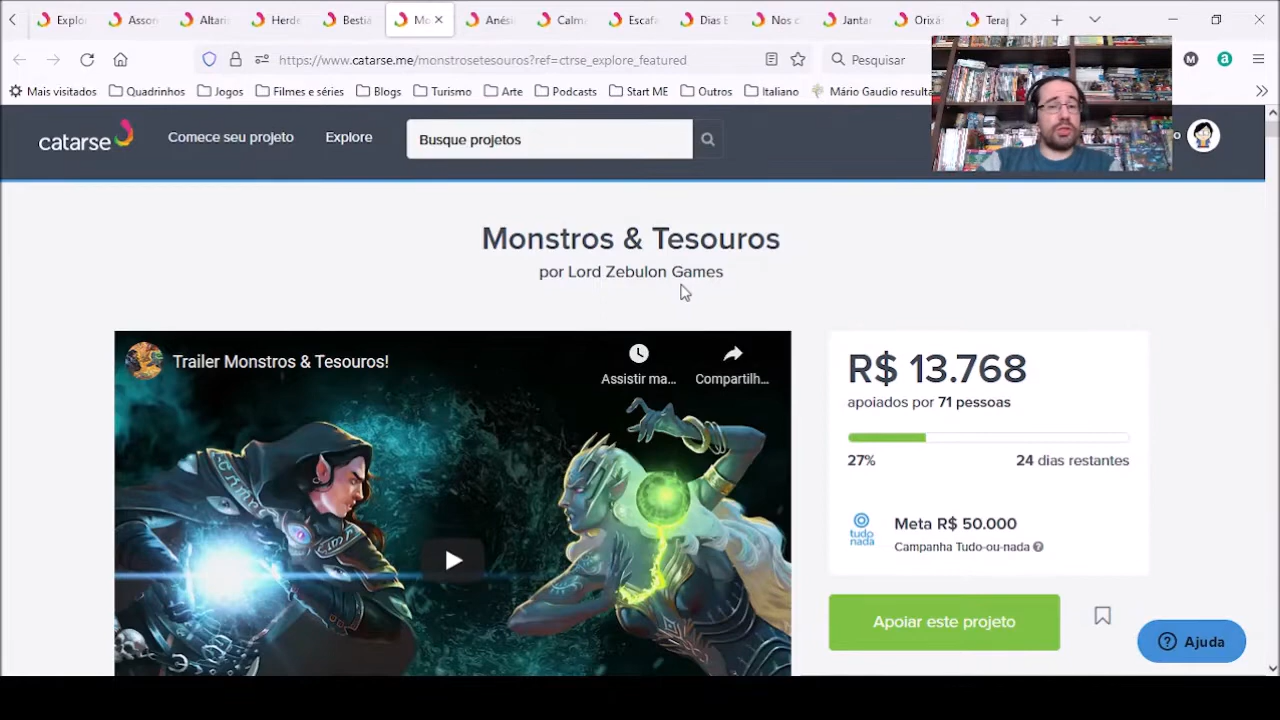 Explo
Assor
Altari
Herde
Bestiá
Mo
Anési
Calma
Escafa
Dias E
Nos c
Jantar
Orixá
Terap
https://www.catarse.me/monstrosetesouros?ref=ctrse_explore_featured
Pesquisar
M
a
Mais visitados
Quadrinhos
Jogos
Filmes e séries
Blogs
Turismo
Arte
Podcasts
Start ME
Outros
Italiano
Mário Gaudio resulta
catarse
Comece seu projeto
Explore
Busque projetos
o
Monstros & Tesouros
por Lord Zebulon Games
Trailer Monstros & Tesouros!
Assistir ma...
Compartilh...
R$ 13.768
apoiados por 71 pessoas
27%
24 dias restantes
tudo nada
Meta R$ 50.000
Campanha Tudo-ou-nada ?
Apoiar este projeto
Ajuda